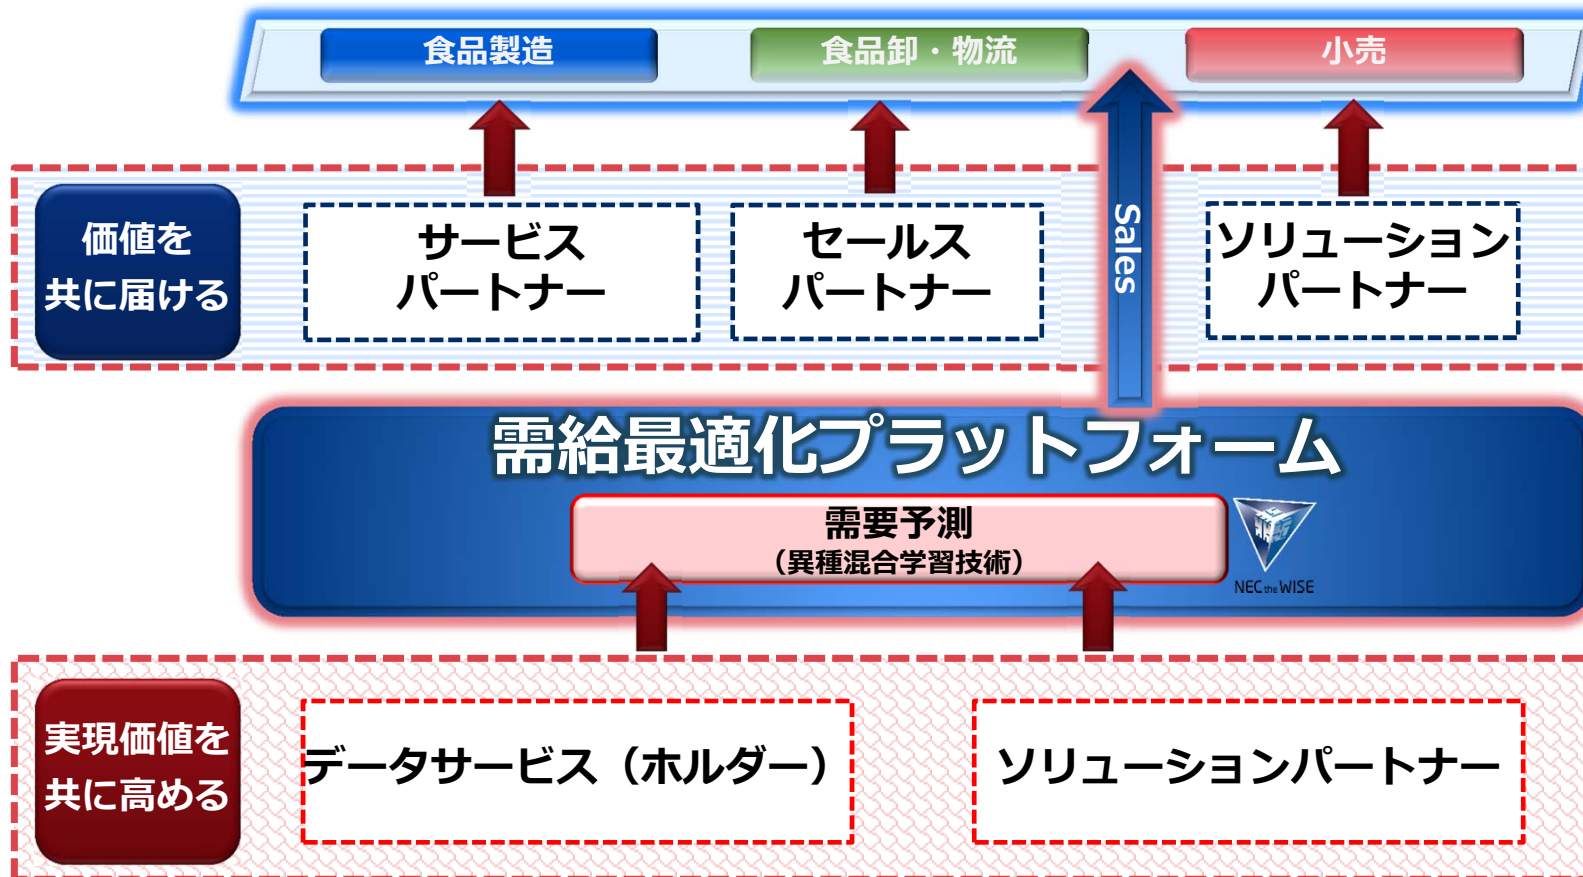 食品製造
食品卸・物流
小売
価値を
共に届ける
サービス
パートナー
セールス
パートナー
Sales
ソリューション
パートナー
需給最適化プラットフォーム
需要予測
（異種混合学習技術）
NEC the WISE
実現価値を
共に高める
データサービス（ホルダー）
ソリューションパートナー